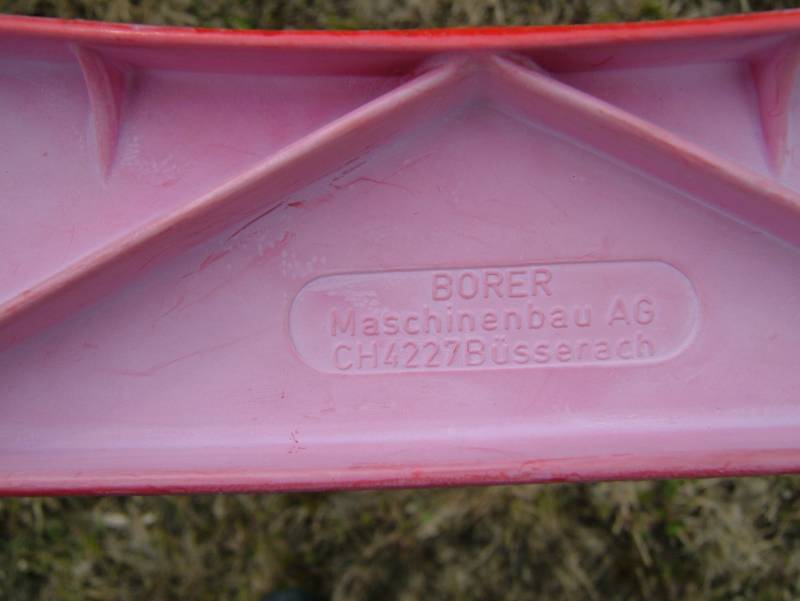 BORER
Maschinenbau AG
CH4227Büsserach